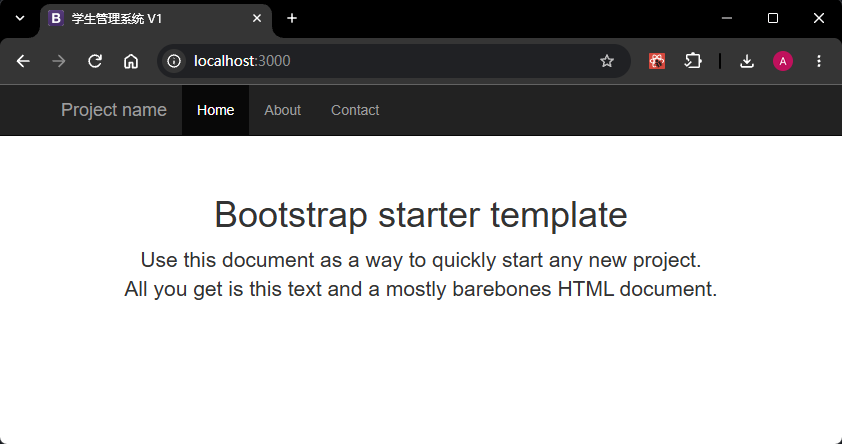 B 学生管理系统 V1
localhost:3000
A
Project name Home About Contact
Bootstrap starter template
Use this document as a way to quickly start any new project.
All you get is this text and a mostly barebones HTML document.